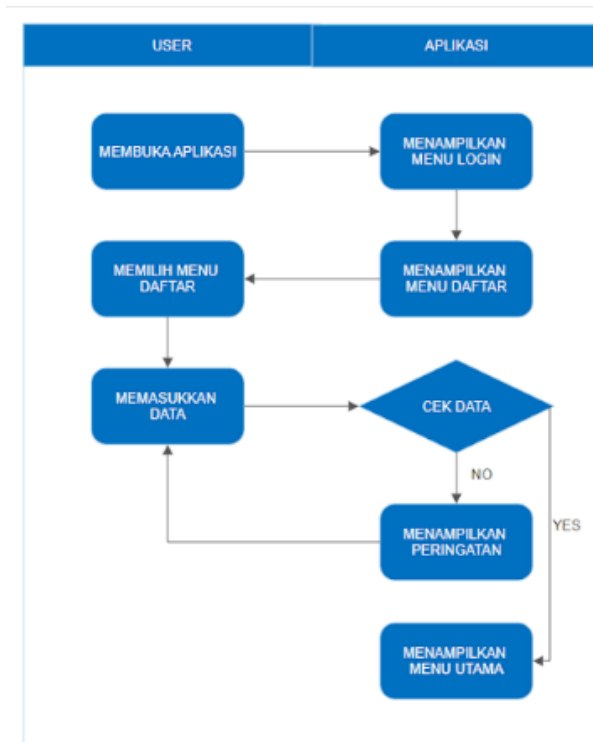 USER
APLIKASI
MEMBUKA APLIKASI
MENAMPILKAN
MENU LOGIN
MEMILIH MENU
DAFTAR
MENAMPILKAN
MENU DAFTAR
MEMASUKKAN
DATA
CEK DATA
NO
YES
MENAMPILKAN
PERINGATAN
MENAMPILKAN
MENU UTAMA